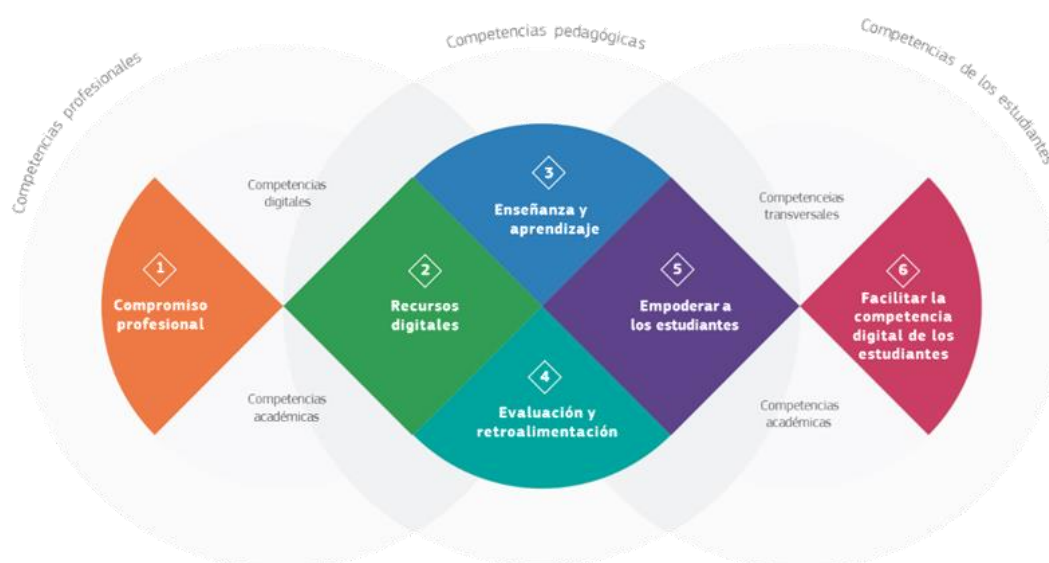 Competencias profesionales
Competencias pedagógicas
Competencias de los estudiantes
1
Compromiso
profesional
Competencias
digitales
Competencias
académicas
2
Recursos
digitales
3
Enseñanza y
aprendizaje
4
Evaluación y
retroalimentación
5
Empoderar a
los estudiantes
Competenceias
transversales
Competencias
académicas
6
Facilitar la
competencia
digital de los
estudiantes